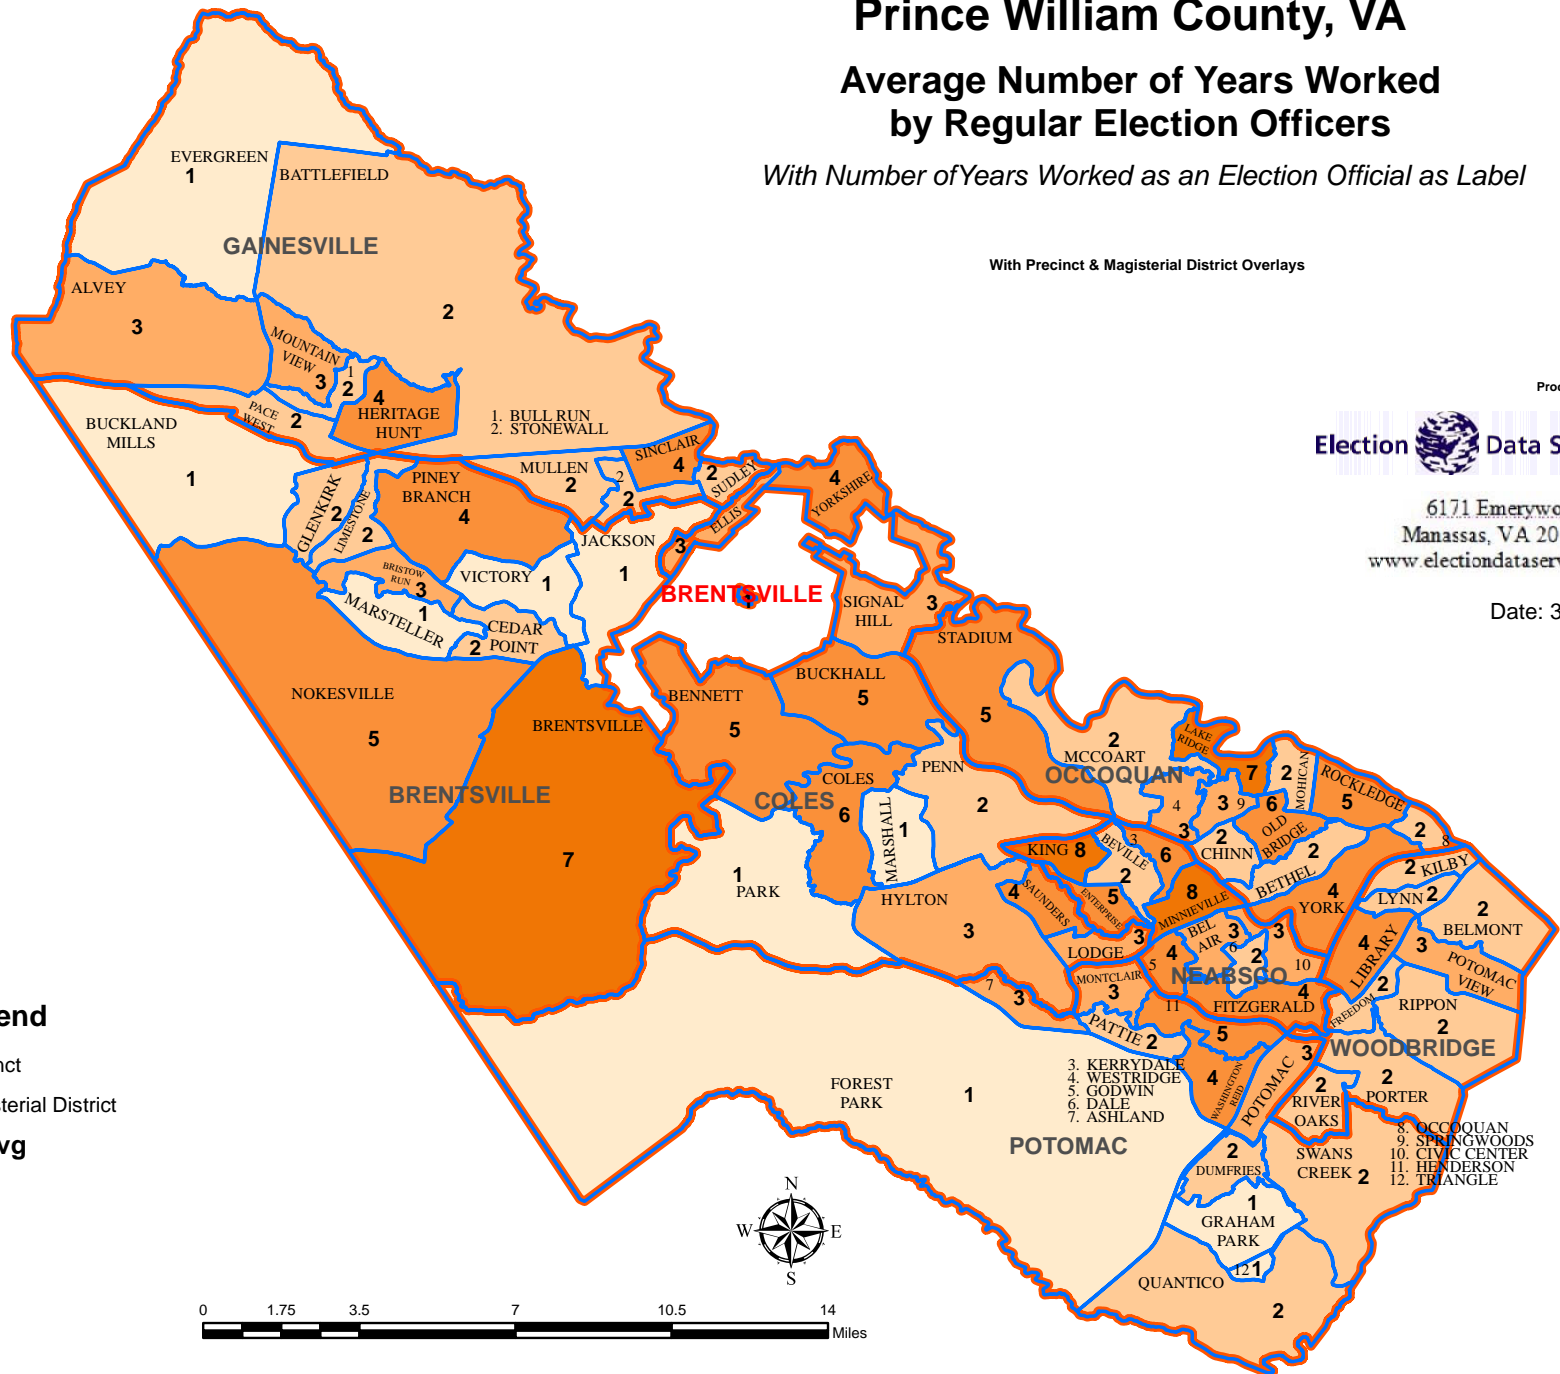 Prince William County, VA
Average Number of Years Worked
by Regular Election Officers
With Number ofYears Worked as an Election Official as Label
With Precinct & Magisterial District Overlays
EVERGREEN
1
BATTLEFIELD
GAINESVILLE
ALVEY
3
2
MOUNTAIN
VIEW
3
1
2
4
HERITAGE
HUNT
PACE
WEST
2
1. BULL RUN
2. STONEWALL
BUCKLAND
MILLS
1
Election Data S
6171 Emerywo
Manassas, VA 20
www.electiondataser
Date: 3
SINCLAIR
4
MULLEN
2
2
2
2
SUDLEY
4
YORKSHIRE
PINEY
BRANCH
4
GLENKIRK
2
LIMESTONE
2
ELLIS
3
JACKSON
1
BRISTOW
RUN
3
VICTORY
1
MARSTELLER
1
CEDAR
POINT
2
BRENTSVILLE
SIGNAL
HILL
3
STADIUM
5
NOKESVILLE
5
BRENTSVILLE
BRENTSVILLE
7
BENNETT
5
BUCKHALL
5
COLES
COLES
6
PENN
2
MARSHALL
1
1
PARK
2
MCCOART
OCCOQUAN
LAKE
RIDGE
7
2
MOHICAN
ROCKLEDGE
5
4
3
3
9
6
OLD
BRIDGE
2
CHINN
2
BETHEL
2
8
KING
8
BEVILLE
3
2
6
SAUNDERS
4
ENTERPRISE
5
8
MINNIEVILLE
4
YORK
2
KILBY
LYNN
2
2
BELMONT
HYLTON
3
LODGE
3
BEL
AIR
3
4
5
6
2
3
10
NEABSCO
4
LIBRARY
3
POTOMAC
VIEW
MONTCLAIR
3
7
3
11
FITZGERALD
4
2
FREEDOM
RIPPON
2
WOODBRIDGE
PATTIE
2
5
4
WASHINGTON
REID
POTOMAC
3
2
RIVER
OAKS
2
PORTER
3. KERRYDALE
4. WESTRIDGE
5. GODWIN
6. DALE
7. ASHLAND
FOREST
PARK
1
POTOMAC
8. OCCOQUAN
9. SPRINGWOODS
10. CIVIC CENTER
11. HENDERSON
12. TRIANGLE
SWANS
CREEK
2
2
DUMFRIES
1
GRAHAM
PARK
12
1
QUANTICO
2
end
nct
sterial District
vg
N
W
E
S
0 1.75 3.5 7 10.5 14
Miles